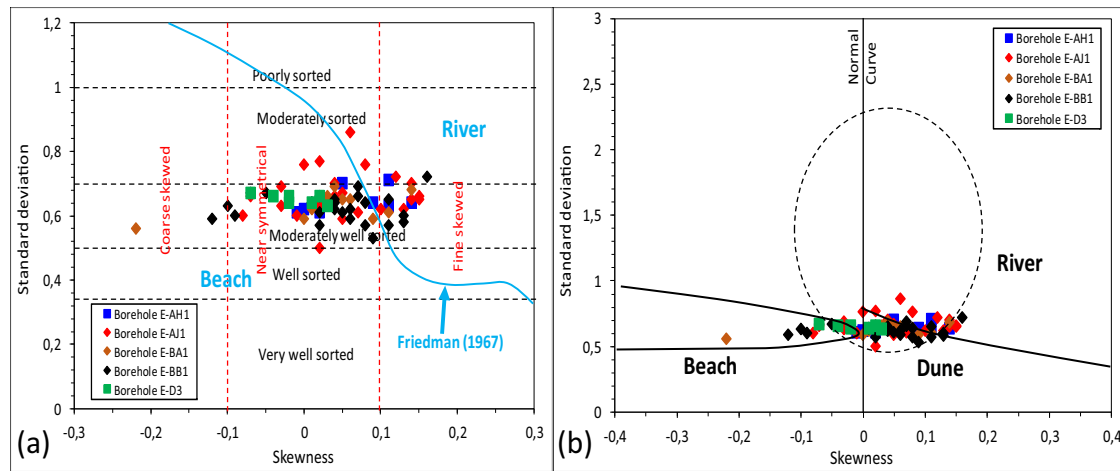 1,2
1
0,8
0,6
0,4
0,2
0
-0,3
-0,2
-0,1
0
0,1
0,2
0,3
Standard deviation
Skewness
Poorly sorted
Moderately sorted
Moderately well sorted
Well sorted
Very well sorted
Coarse skewed
Near symmetrical
Fine skewed
River
Beach
Friedman (1967)
Borehole E-AH1
Borehole E-AJ1
Borehole E-BA1
Borehole E-BB1
Borehole E-D3
(a)
3
2,5
2
1,5
1
0,5
0
-0,4
-0,3
-0,2
-0,1
0
0,1
0,2
0,3
0,4
Standard deviation
Skewness
Normal
Curve
Borehole E-AH1
Borehole E-AJ1
Borehole E-BA1
Borehole E-BB1
Borehole E-D3
River
Beach
Dune
(b)